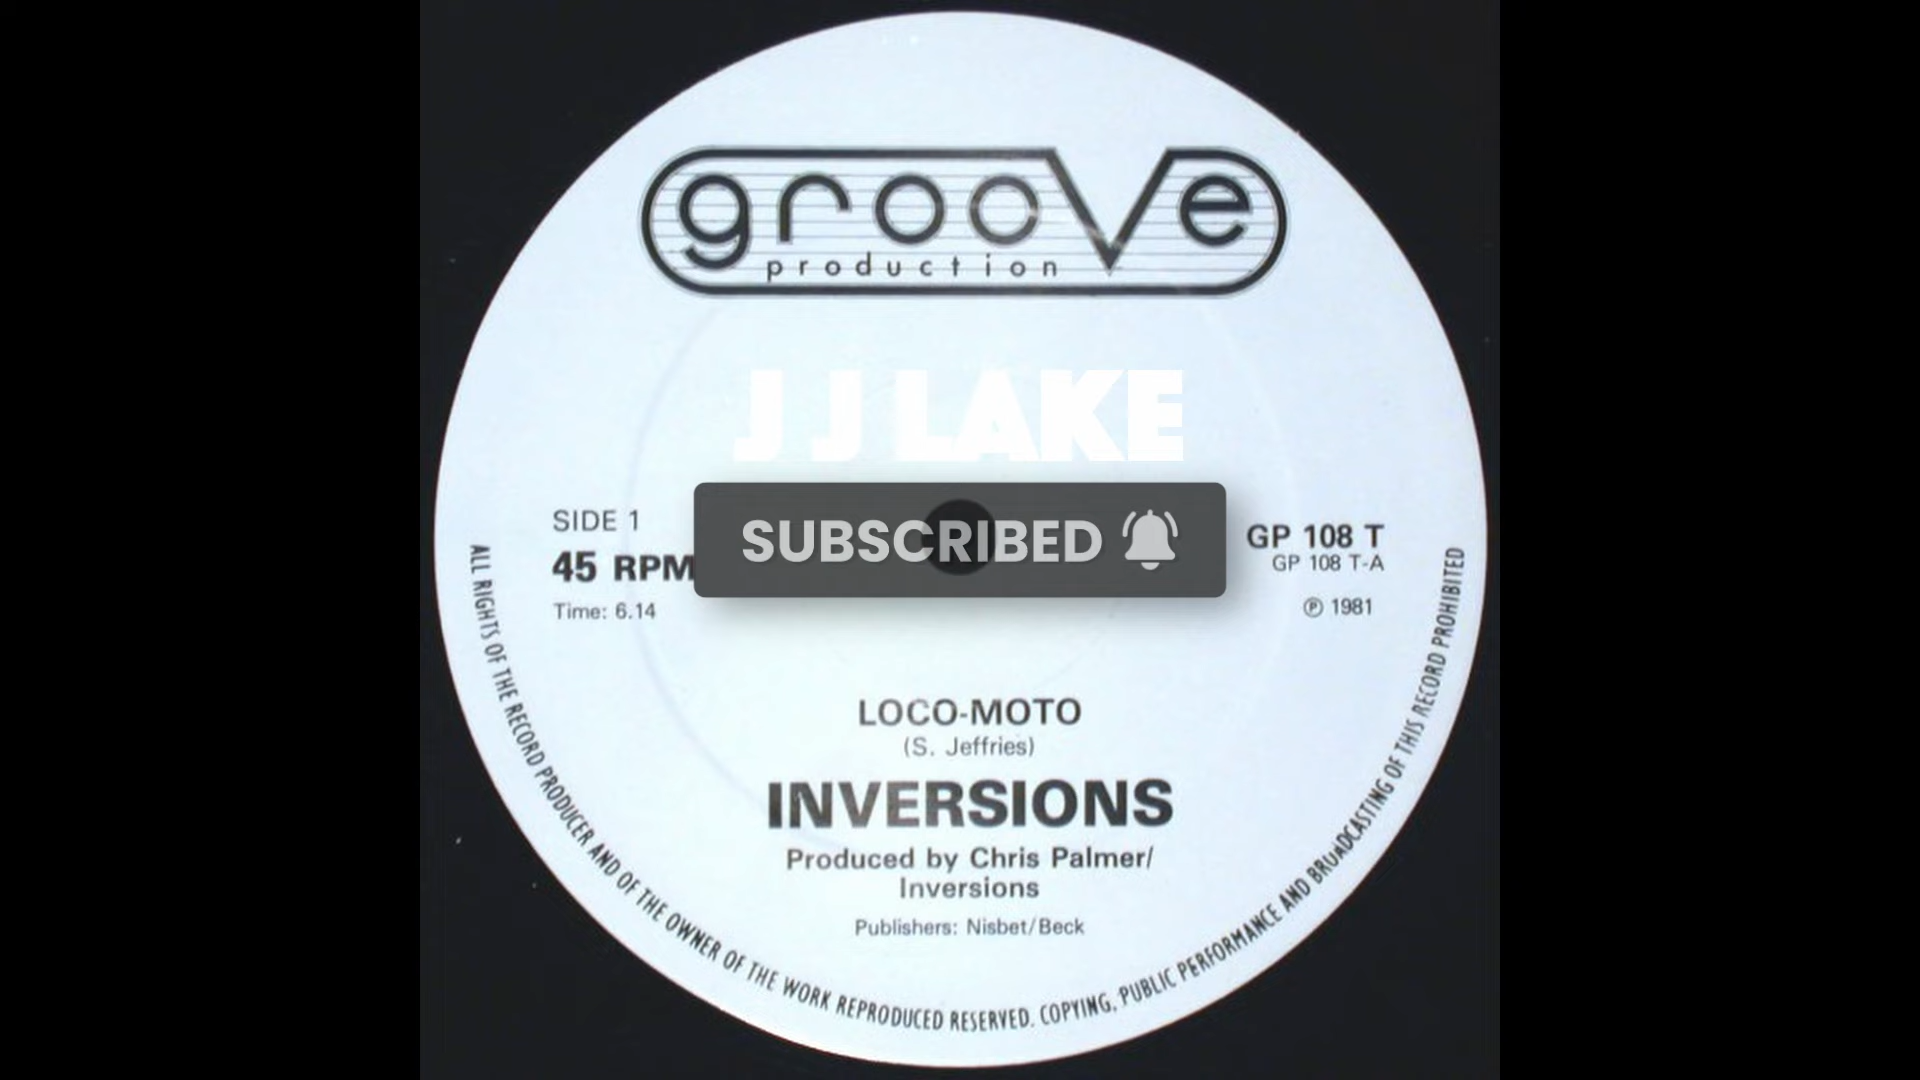 groove
production
J J LAKE
SUBSCRIBED
SIDE 1
45 RPM
Time: 6.14
GP 108 T
GP 108 T-A
℗ 1981
LOCO-MOTO
(S. Jeffries)
INVERSIONS
Produced by Chris Palmer/
Inversions
Publishers: Nisbet/Beck
ALL RIGHTS OF THE RECORD PRODUCER AND OF THE OWNER OF THE WORK REPRODUCED RESERVED. COPYING, PUBLIC PERFORMANCE AND BROADCASTING OF THIS RECORD PROHIBITED